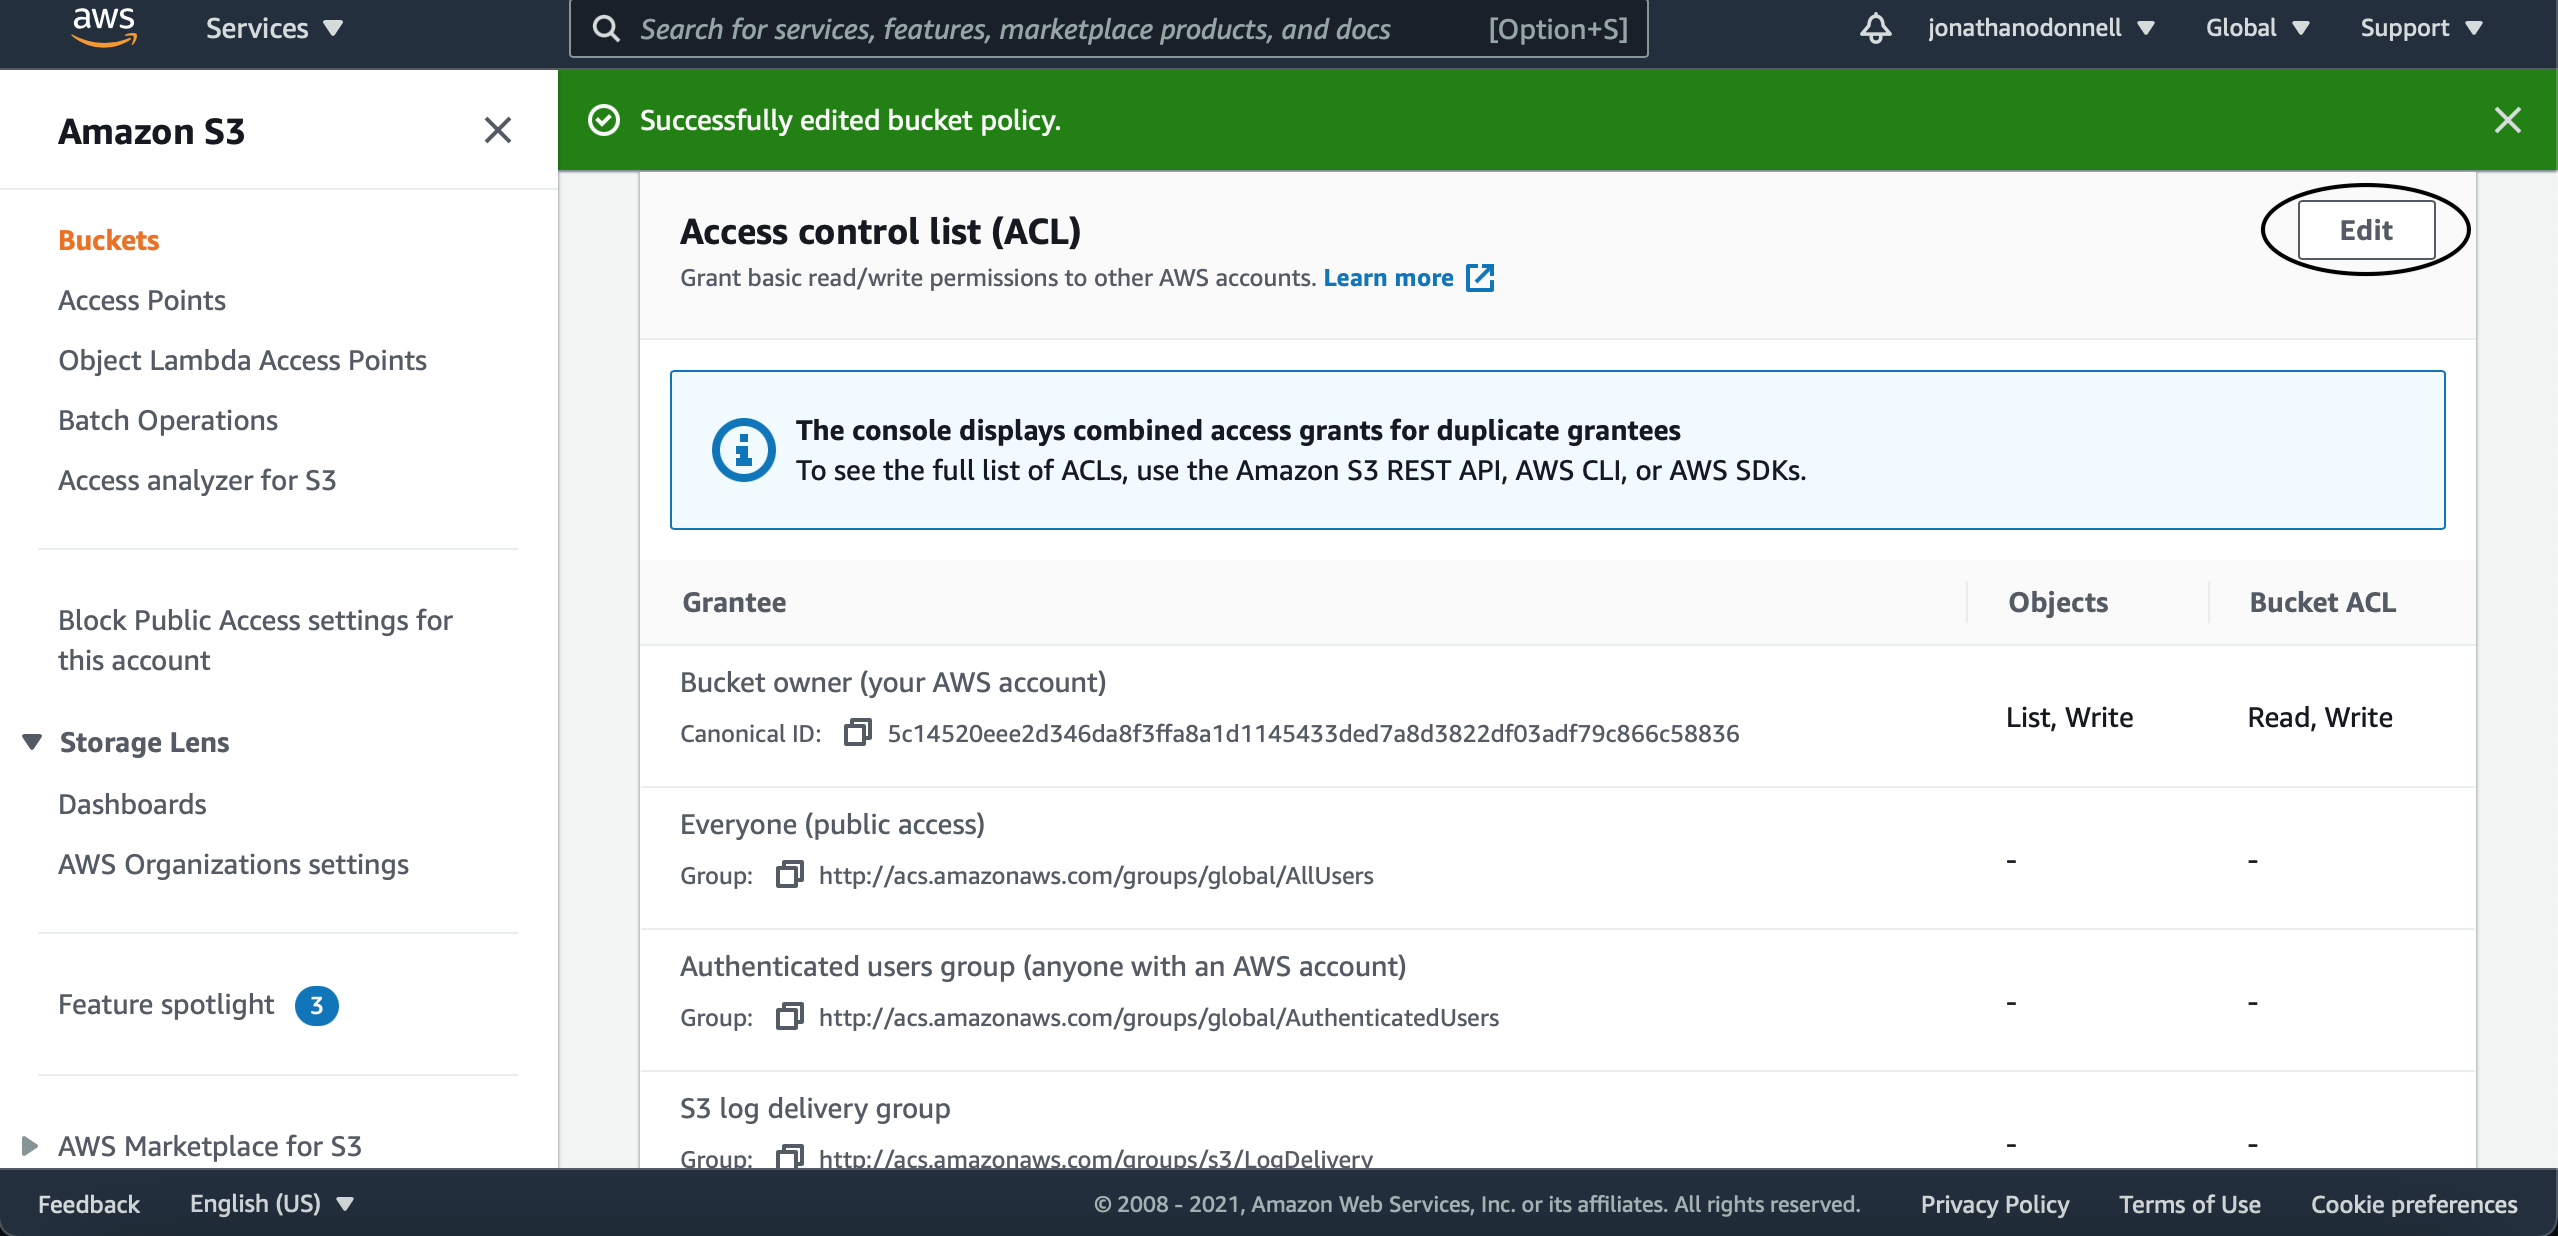 aws
Services
Search for services, features, marketplace products, and docs [Option+S]
jonathanodonnell
Global
Support
Amazon S3
Buckets
Access Points
Object Lambda Access Points
Batch Operations
Access analyzer for S3
Block Public Access settings for
this account
Storage Lens
Dashboards
AWS Organizations settings
Feature spotlight 3
AWS Marketplace for S3
Successfully edited bucket policy.
Access control list (ACL)
Edit
Grant basic read/write permissions to other AWS accounts. Learn more
The console displays combined access grants for duplicate grantees
To see the full list of ACLs, use the Amazon S3 REST API, AWS CLI, or AWS SDKs.
Grantee Objects Bucket ACL
Bucket owner (your AWS account)
Canonical ID: 5c14520eee2d346da8f3ffa8a1d1145433ded7a8d3822df03adf79c866c58836
List, Write Read, Write
Everyone (public access)
Group: http://acs.amazonaws.com/groups/global/AllUsers
- -
Authenticated users group (anyone with an AWS account)
Group: http://acs.amazonaws.com/groups/global/AuthenticatedUsers
- -
S3 log delivery group
Group: http://acs.amazonaws.com/groups/s3/LogDelivery
- -
Feedback English (US)
© 2008 - 2021, Amazon Web Services, Inc. or its affiliates. All rights reserved. Privacy Policy Terms of Use Cookie preferences